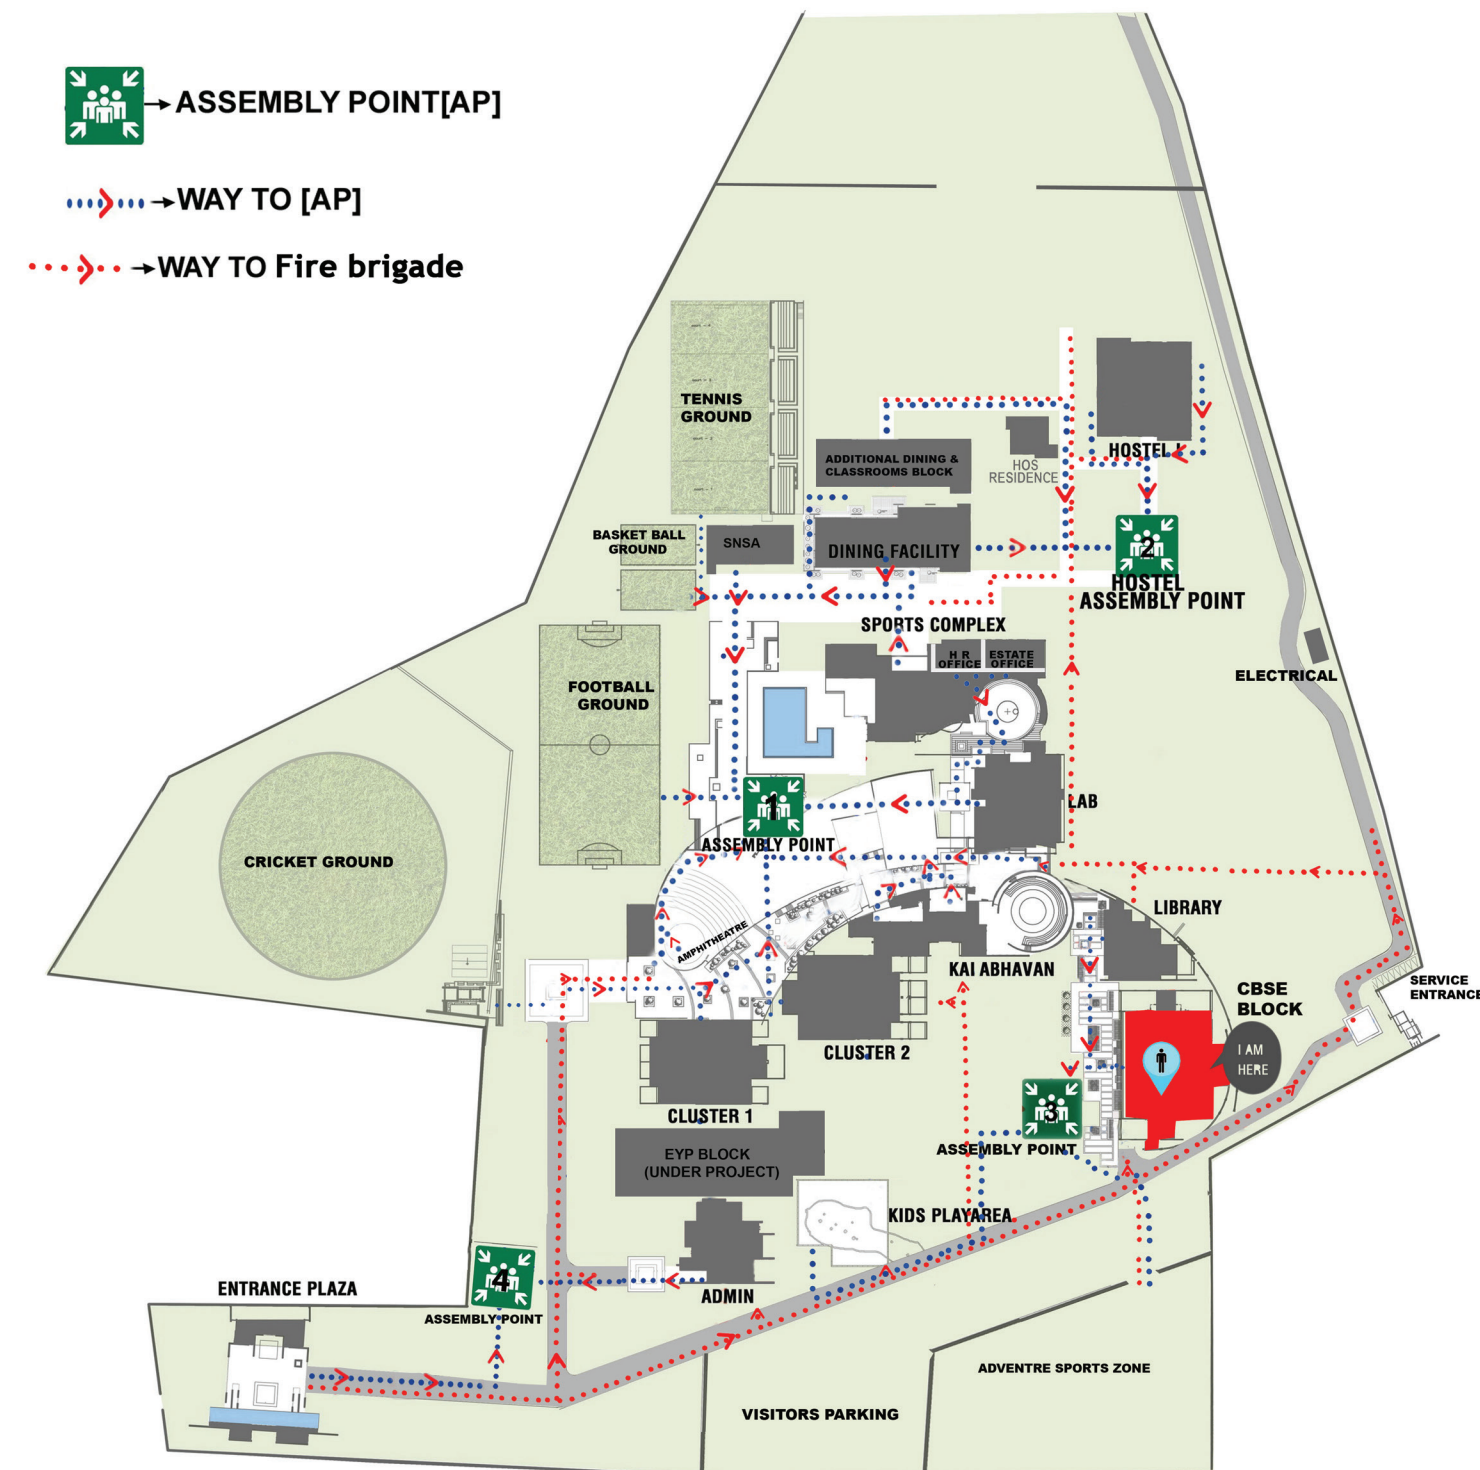 ASSEMBLY POINT[AP]
WAY TO [AP]
WAY TO Fire brigade
TENNIS
GROUND
ADDITIONAL DINING &
CLASSROOMS BLOCK
HOS
RESIDENCE
HOSTEL I
BASKET BALL
GROUND
SNSA
DINING FACILITY
2
HOSTEL
ASSEMBLY POINT
SPORTS COMPLEX
H R
OFFICE
ESTATE
OFFICE
ELECTRICAL
FOOTBALL
GROUND
1
LAB
ASSEMBLY POINT
CRICKET GROUND
LIBRARY
AMPHITHEATRE
KAI ABHAVAN
SERVICE
ENTRANCE
CBSE
BLOCK
CLUSTER 2
I AM
HERE
CLUSTER 1
3
ASSEMBLY POINT
EYP BLOCK
(UNDER PROJECT)
KIDS PLAYAREA
4
ENTRANCE PLAZA
ADMIN
ASSEMBLY POINT
ADVENTRE SPORTS ZONE
VISITORS PARKING